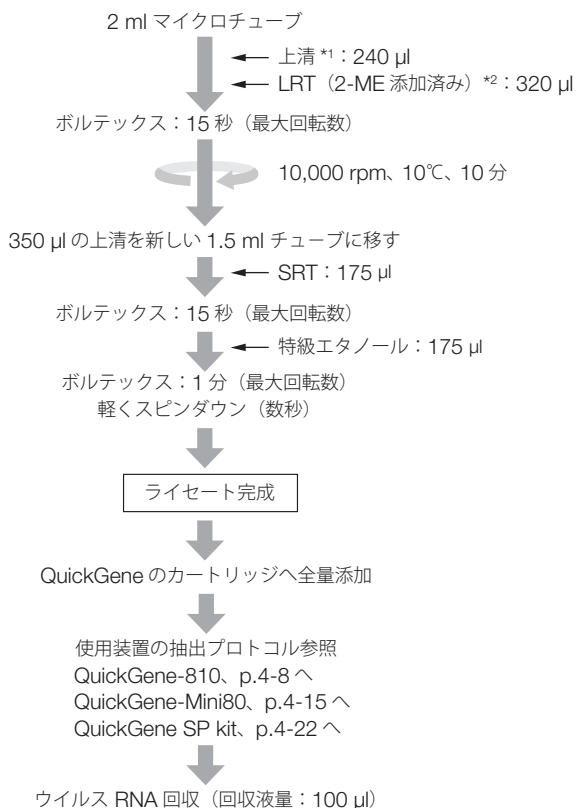 2 ml マイクロチューブ
上清 *1：240 µl
LRT（2-ME 添加済み）*2：320 µl
ボルテックス：15 秒（最大回転数）
10,000 rpm、10℃、10 分
350 µl の上清を新しい 1.5 ml チューブに移す
SRT：175 µl
ボルテックス：15 秒（最大回転数）
特級エタノール：175 µl
ボルテックス：1 分（最大回転数）
軽くスピンダウン（数秒）
ライセート完成
QuickGene のカートリッジへ全量添加
使用装置の抽出プロトコル参照
QuickGene-810、p.4-8 へ
QuickGene-Mini80、p.4-15 へ
QuickGene SP kit、p.4-22 へ
ウイルス RNA 回収（回収液量：100 µl）